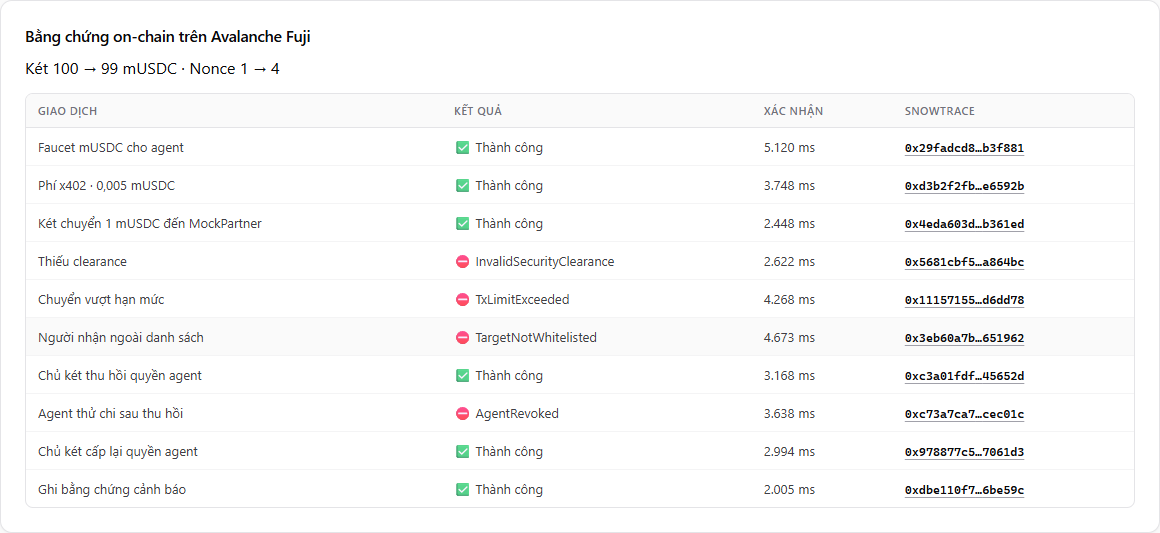 Bằng chứng on-chain trên Avalanche Fuji
Két 100 → 99 mUSDC · Nonce 1 → 4
GIAO DỊCH KẾT QUẢ XÁC NHẬN SNOWTRACE
Faucet mUSDC cho agent ✅ Thành công 5.120 ms 0x29fadcd8…b3f881
Phí x402 · 0,005 mUSDC ✅ Thành công 3.748 ms 0xd3b2f2fb…e6592b
Két chuyển 1 mUSDC đến MockPartner ✅ Thành công 2.448 ms 0x4eda603d…b361ed
Thiếu clearance ⛔ InvalidSecurityClearance 2.622 ms 0x5681cbf5…a864bc
Chuyển vượt hạn mức ⛔ TxLimitExceeded 4.268 ms 0x11157155…d6dd78
Người nhận ngoài danh sách ⛔ TargetNotWhitelisted 4.673 ms 0x3eb60a7b…651962
Chủ két thu hồi quyền agent ✅ Thành công 3.168 ms 0xc3a01fdf…45652d
Agent thử chi sau thu hồi ⛔ AgentRevoked 3.638 ms 0xc73a7ca7…cec01c
Chủ két cấp lại quyền agent ✅ Thành công 2.994 ms 0x978877c5…7061d3
Ghi bằng chứng cảnh báo ✅ Thành công 2.005 ms 0xdbe110f7…6be59c